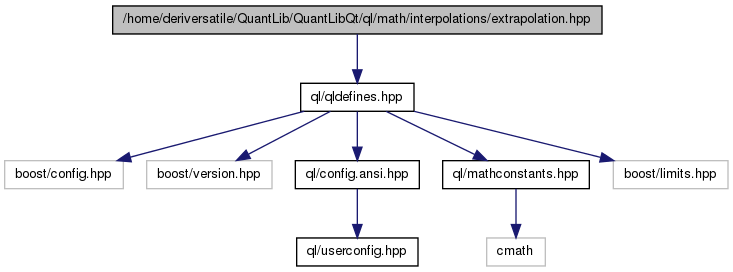 /home/deriversatile/QuantLib/QuantLibQt/ql/math/interpolations/extrapolation.hpp
ql/qldefines.hpp
boost/config.hpp
boost/version.hpp
ql/config.ansi.hpp
ql/mathconstants.hpp
boost/limits.hpp
ql/userconfig.hpp
cmath